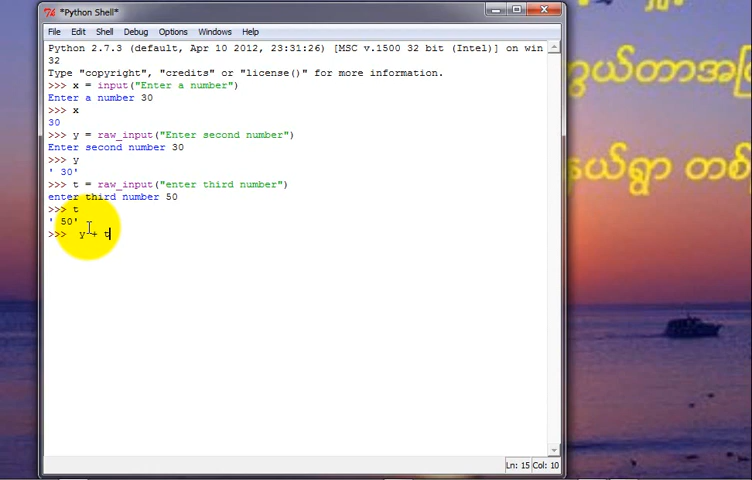 *Python Shell*
File Edit Shell Debug Options Windows Help
Python 2.7.3 (default, Apr 10 2012, 23:31:26) [MSC v.1500 32 bit (Intel)] on win
32
Type "copyright", "credits" or "license()" for more information.
>>> x = input("Enter a number")
Enter a number 30
>>> x
30
>>> y = raw_input("Enter second number")
Enter second number 30
>>> y
' 30'
>>> t = raw_input("enter third number")
enter third number 50
>>> t
' 50'
>>>  y + t
Ln: 15 Col: 10
တစ်